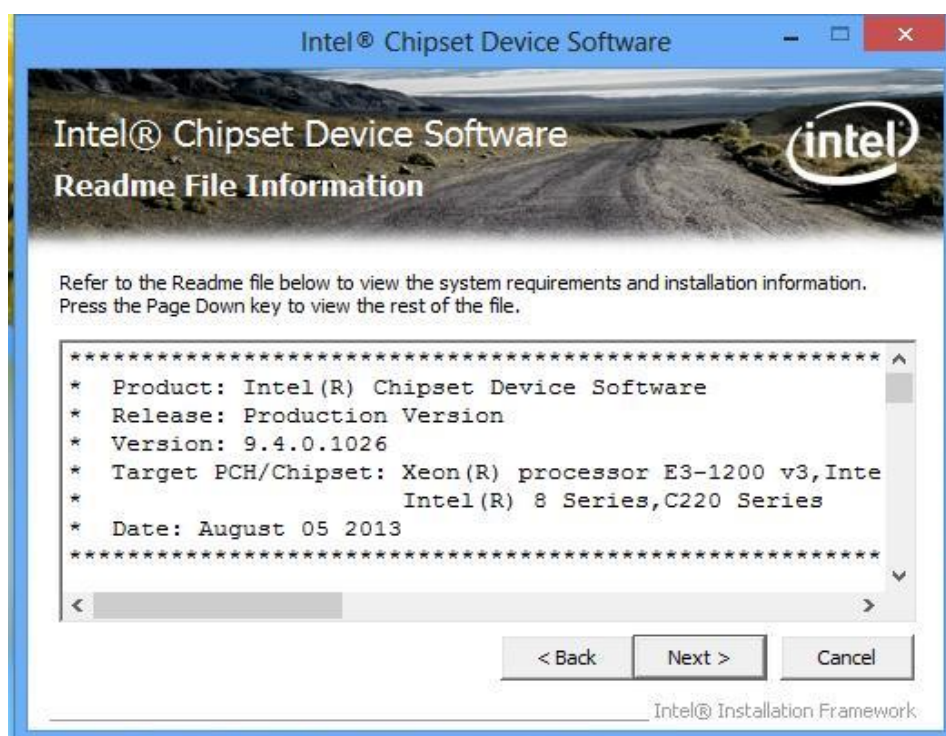 Intel® Chipset Device Software
Intel® Chipset Device Software
intel
Readme File Information
Refer to the Readme file below to view the system requirements and installation information.
Press the Page Down key to view the rest of the file.
************************************************************
*  Product: Intel(R) Chipset Device Software
*  Release: Production Version
*  Version: 9.4.0.1026
*  Target PCH/Chipset: Xeon(R) processor E3-1200 v3,Inte
*                      Intel(R) 8 Series,C220 Series
*  Date: August 05 2013
************************************************************
< Back  Next >  Cancel
Intel® Installation Framework